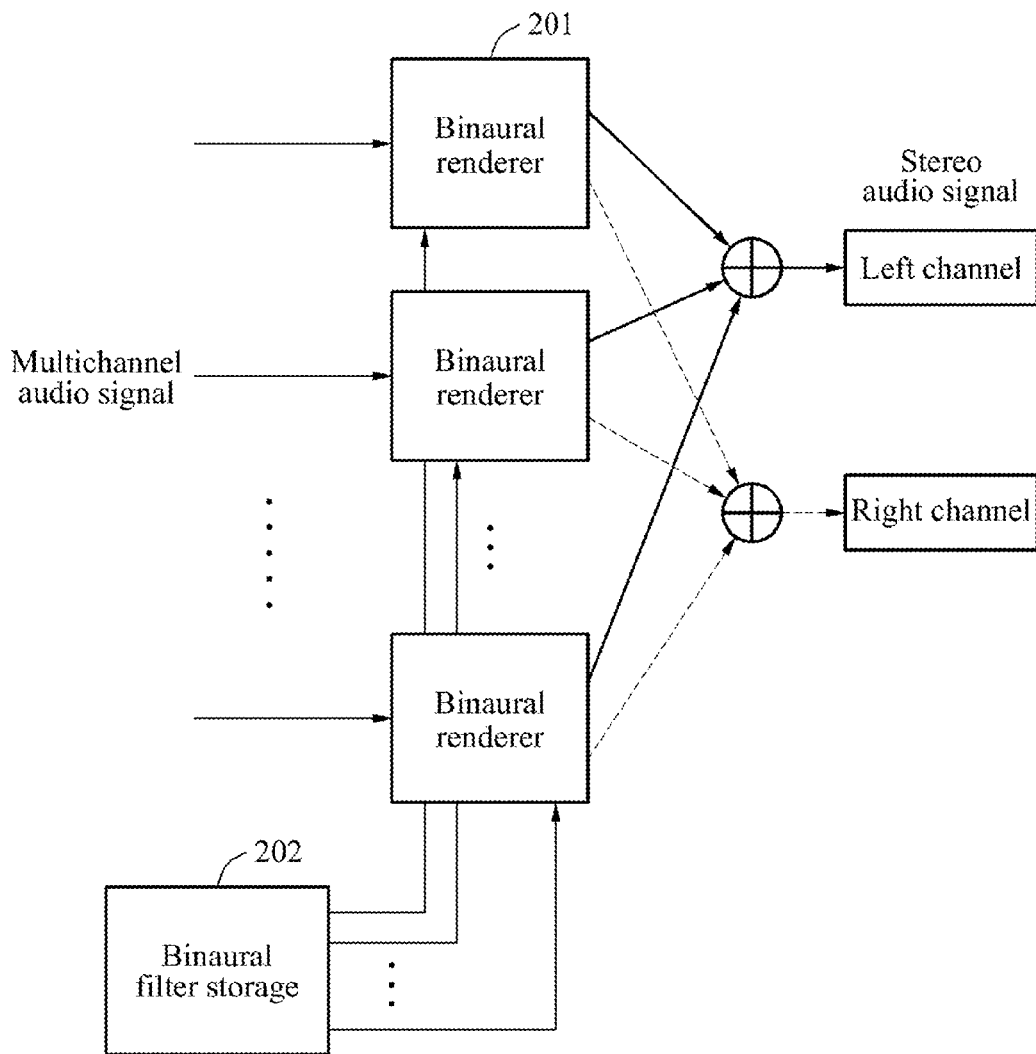 201
Binaural
renderer
Stereo
audio signal
Left channel
Multichannel
audio signal
Binaural
renderer
Right channel
Binaural
renderer
202
Binaural
filter storage